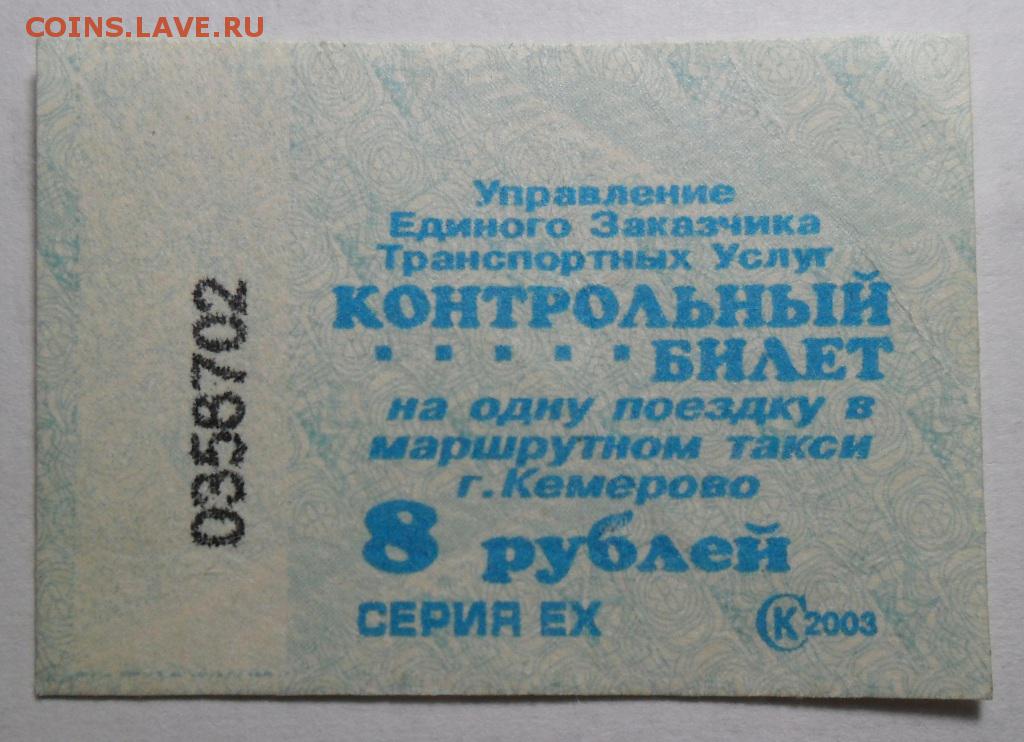 COINS.LAVE.RU
Управление
Единого Заказчика
Транспортных Услуг
КОНТРОЛЬНЫЙ
БИЛЕТ
на одну поездку в
маршрутном такси
г. Кемерово
8 рублей
СЕРИЯ ЕХ
СК 2003
0358702